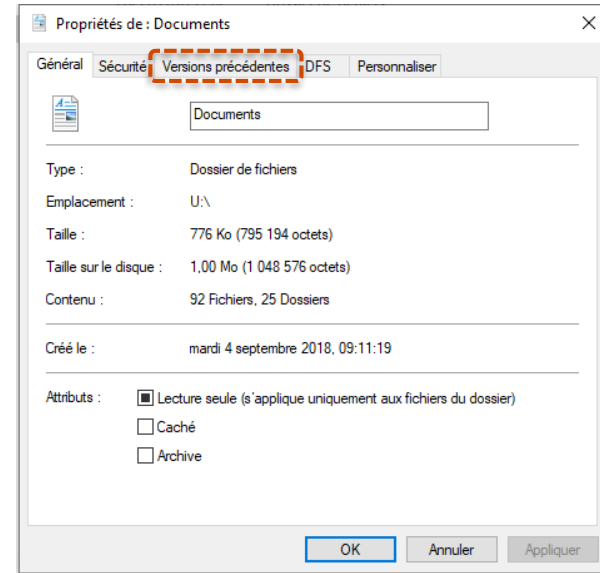 Propriétés de : Documents
Général Sécurité Versions précédentes DFS Personnaliser
Documents
Type : Dossier de fichiers
Emplacement : U:\
Taille : 776 Ko (795 194 octets)
Taille sur le disque : 1,00 Mo (1 048 576 octets)
Contenu : 92 Fichiers, 25 Dossiers
Créé le : mardi 4 septembre 2018, 09:11:19
Attributs : Lecture seule (s'applique uniquement aux fichiers du dossier)
Caché
Archive
OK Annuler Appliquer